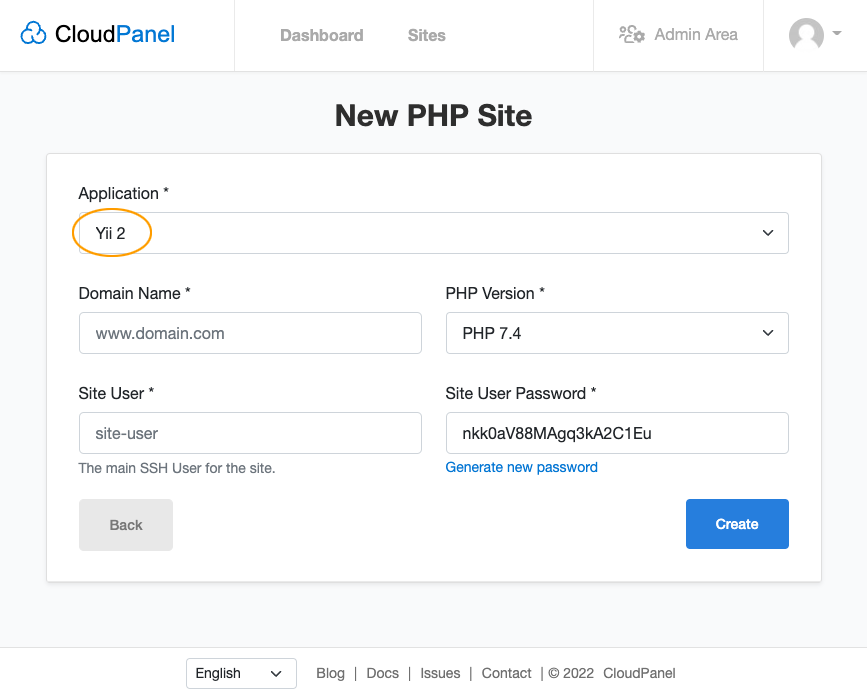 CloudPanel Dashboard Sites Admin Area
New PHP Site
Application *
Yii 2
Domain Name * PHP Version *
www.domain.com PHP 7.4
Site User * Site User Password *
site-user nkk0aV88MAgq3kA2C1Eu
The main SSH User for the site. Generate new password
Back Create
English Blog | Docs | Issues | Contact | © 2022 CloudPanel